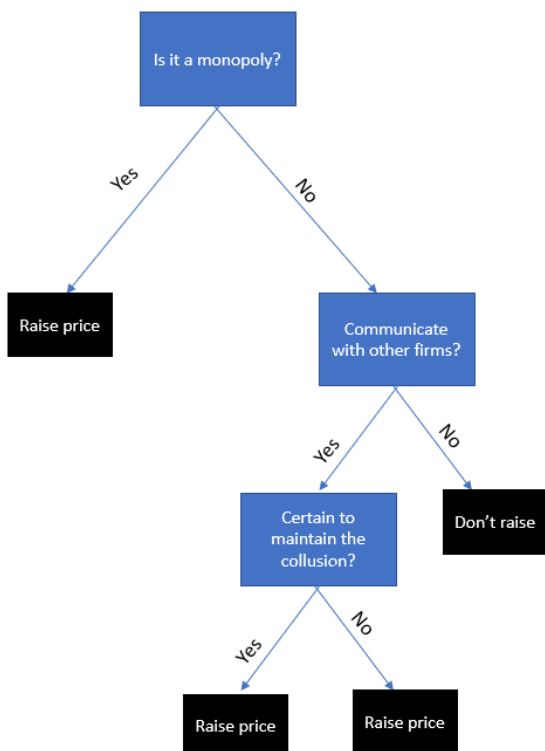 Is it a monopoly?
Yes
No
Raise price
Communicate
with other firms?
Yes
No
Certain to
maintain the
collusion?
Don't raise
Yes
No
Raise price
Raise price